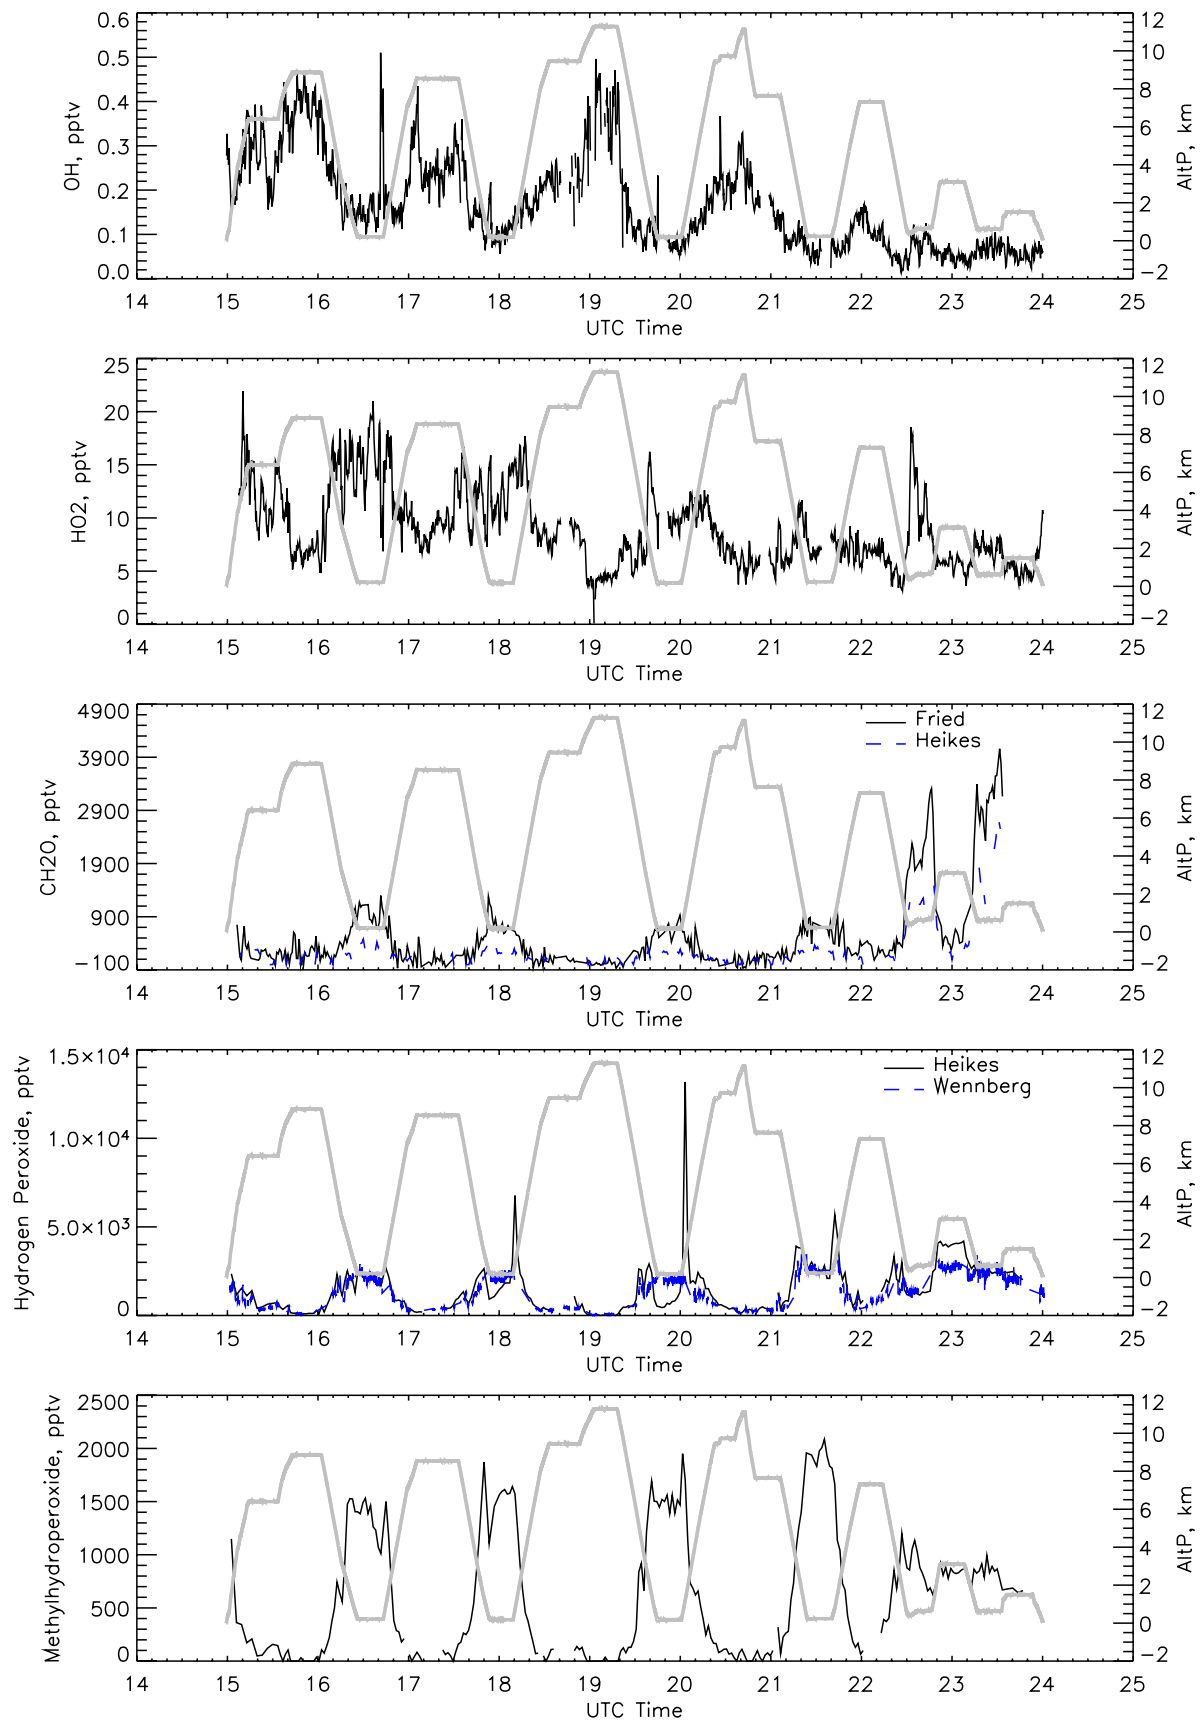 OH, pptv
0.6
0.5
0.4
0.3
0.2
0.1
0.0
12
10
8
6
4
2
0
−2
AltP, km
14 15 16 17 18 19 20 21 22 23 24 25
UTC Time
HO2, pptv
25
20
15
10
5
0
12
10
8
6
4
2
0
−2
AltP, km
14 15 16 17 18 19 20 21 22 23 24 25
UTC Time
CH2O, pptv
4900
3900
2900
1900
900
−100
Fried
Heikes
12
10
8
6
4
2
0
−2
AltP, km
14 15 16 17 18 19 20 21 22 23 24 25
UTC Time
Hydrogen Peroxide, pptv
1.5×10⁴
1.0×10⁴
5.0×10³
0
Heikes
Wennberg
12
10
8
6
4
2
0
−2
AltP, km
14 15 16 17 18 19 20 21 22 23 24 25
UTC Time
Methylhydroperoxide, pptv
2500
2000
1500
1000
500
0
12
10
8
6
4
2
0
−2
AltP, km
14 15 16 17 18 19 20 21 22 23 24 25
UTC Time